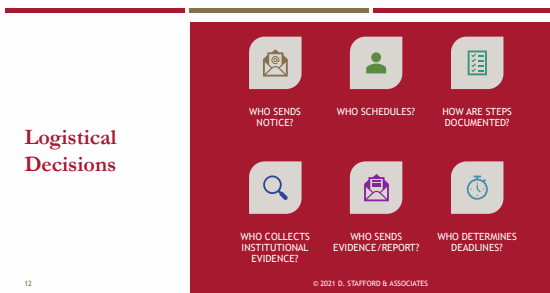 Logistical
Decisions
WHO SENDS
NOTICE?
WHO SCHEDULES?
HOW ARE STEPS
DOCUMENTED?
WHO COLLECTS
INSTITUTIONAL
EVIDENCE?
WHO SENDS
EVIDENCE/REPORT?
WHO DETERMINES
DEADLINES?
12
© 2021 D. STAFFORD & ASSOCIATES